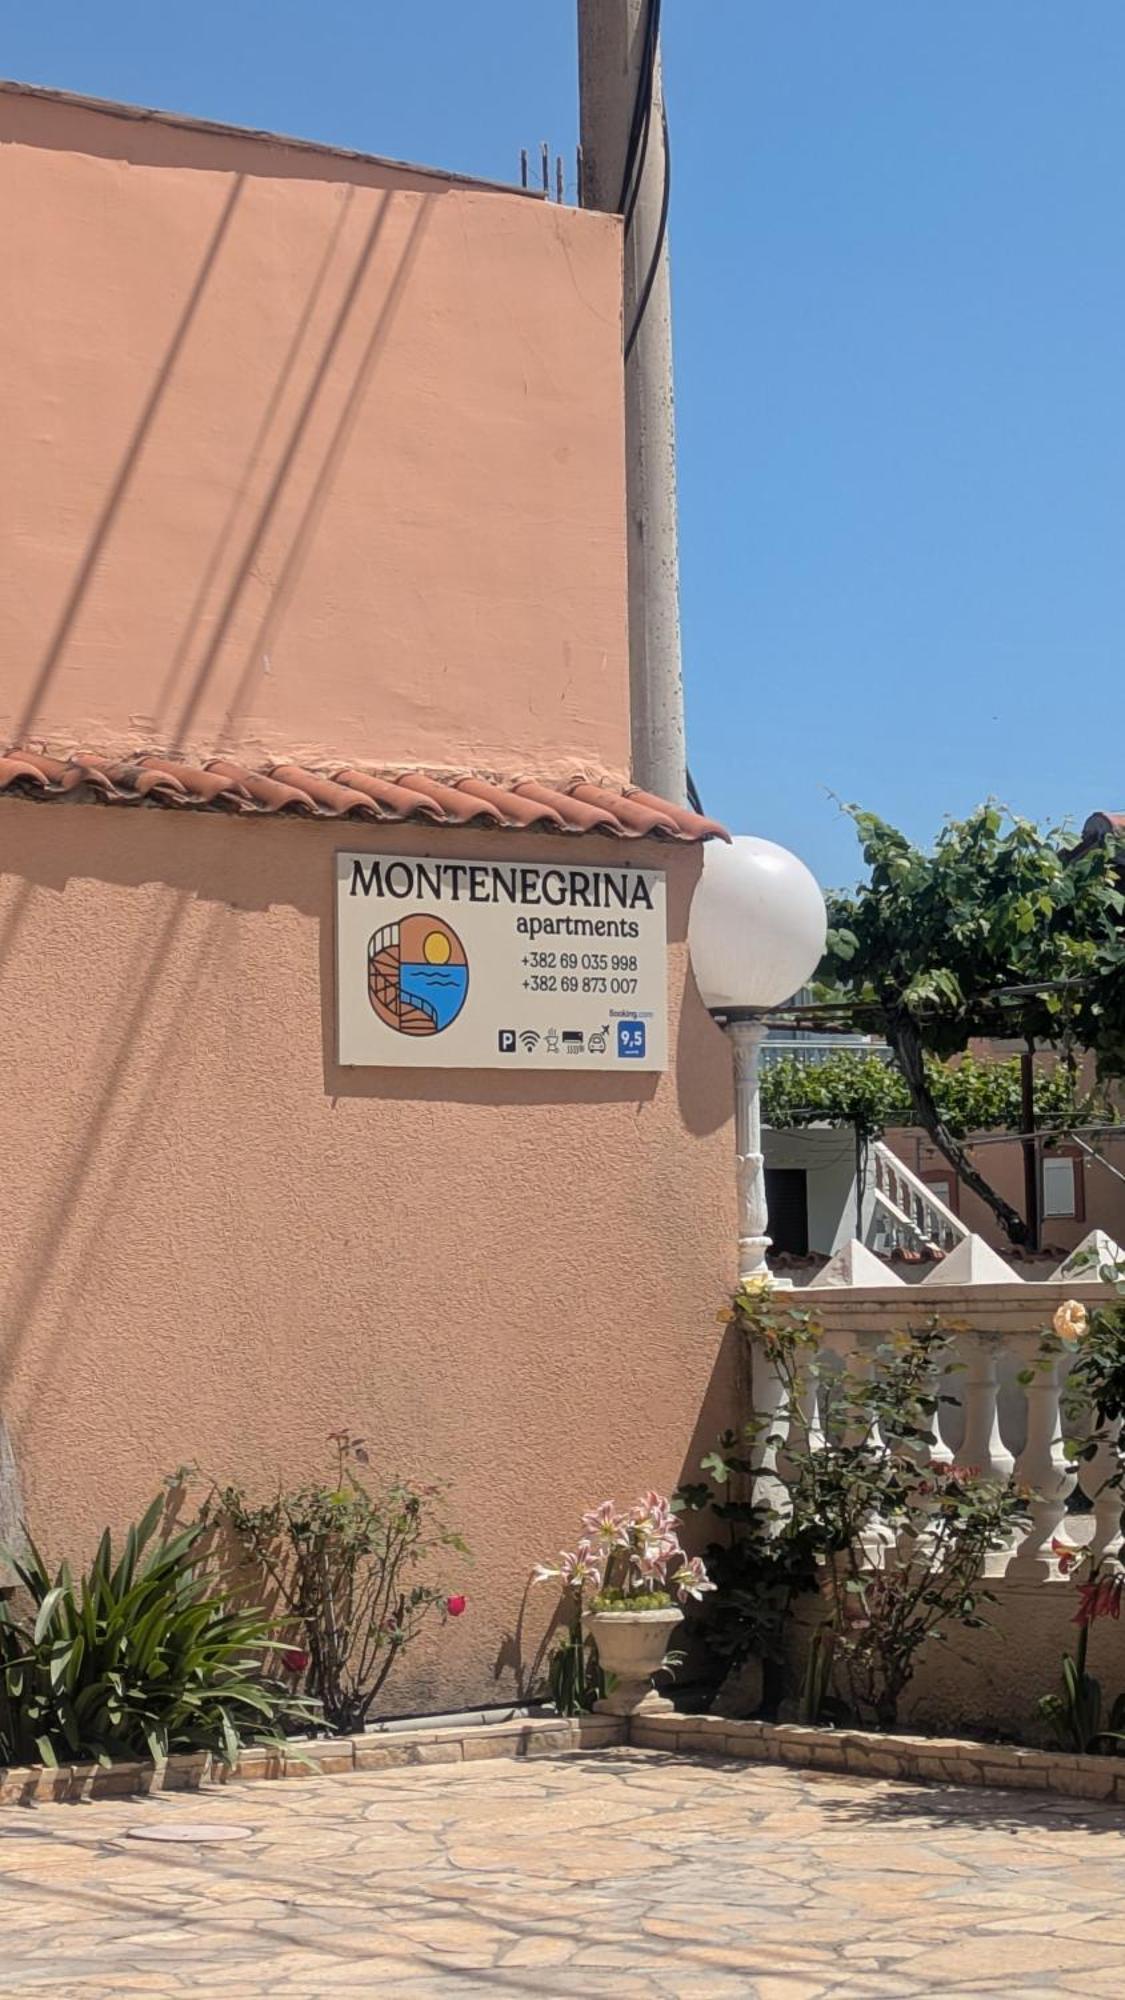 MONTENEGRINA
apartments
+382 69 035 998
+382 69 873 007
Booking.com
P
9,5